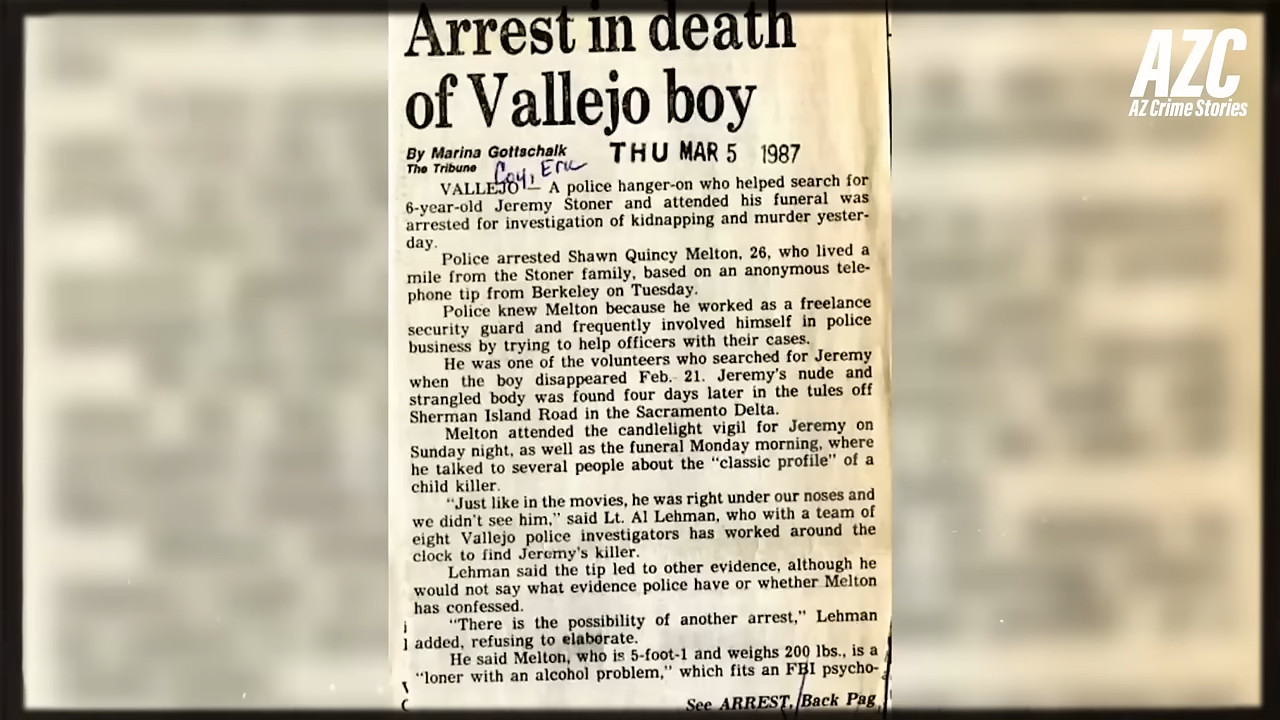 Arrest in death
of Vallejo boy
AZC
AZ Crime Stories
By Marina Gottschalk
THU MAR 5 1987
The Tribune
Coy, Eric
VALLEJO — A police hanger-on who helped search for
6-year-old Jeremy Stoner and attended his funeral was
arrested for investigation of kidnapping and murder yester-
day.
Police arrested Shawn Quincy Melton, 26, who lived a
mile from the Stoner family, based on an anonymous tele-
phone tip from Berkeley on Tuesday.
Police knew Melton because he worked as a freelance
security guard and frequently involved himself in police
business by trying to help officers with their cases.
He was one of the volunteers who searched for Jeremy
when the boy disappeared Feb. 21. Jeremy's nude and
strangled body was found four days later in the tules off
Sherman Island Road in the Sacramento Delta.
Melton attended the candlelight vigil for Jeremy on
Sunday night, as well as the funeral Monday morning, where
he talked to several people about the "classic profile" of a
child killer.
"Just like in the movies, he was right under our noses and
we didn't see him," said Lt. Al Lehman, who with a team of
eight Vallejo police investigators has worked around the
clock to find Jeremy's killer.
Lehman said the tip led to other evidence, although he
would not say what evidence police have or whether Melton
has confessed.
"There is the possibility of another arrest," Lehman
added, refusing to elaborate.
He said Melton, who is 5-foot-1 and weighs 200 lbs., is a
"loner with an alcohol problem," which fits an FBI psycho-
See ARREST, Back Pag